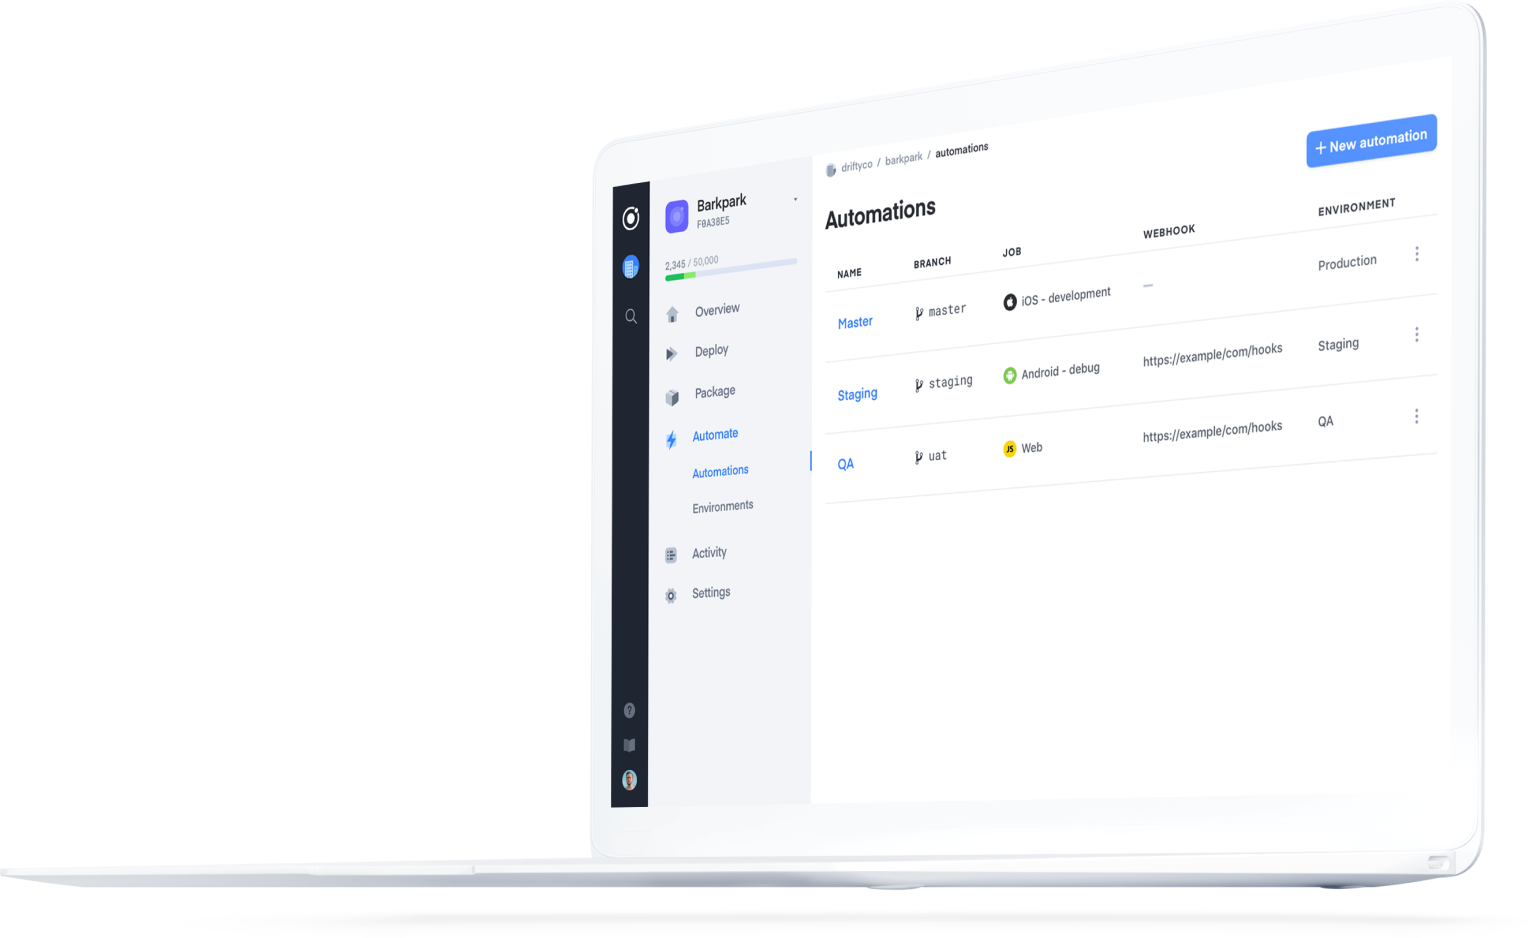 Barkpark
F0A38E5
2,345 / 50,000
Overview
Deploy
Package
Automate
Automations
Environments
Activity
Settings
driftyco / barkpark / automations
+ New automation
Automations
NAME BRANCH JOB WEBHOOK ENVIRONMENT
Master master iOS - development — Production
Staging staging Android - debug https://example/com/hooks Staging
QA uat JS Web https://example/com/hooks QA
?